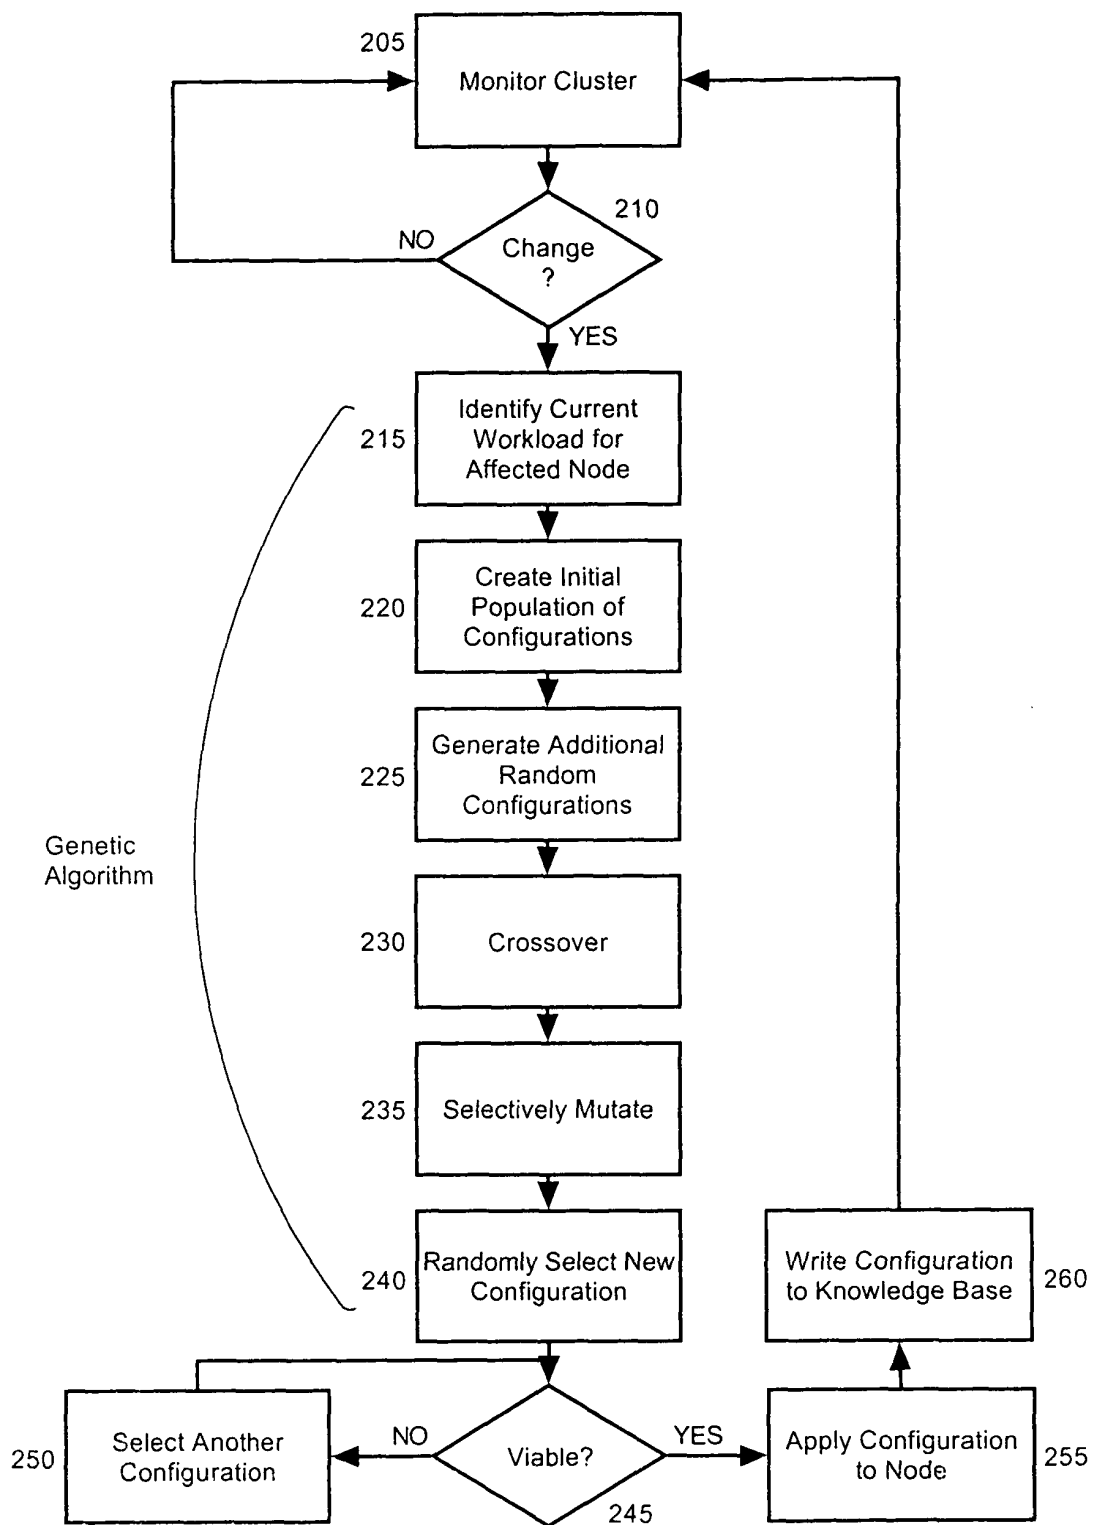 205
Monitor Cluster
210
NO
Change
?
YES
215
Identify Current
Workload for
Affected Node
220
Create Initial
Population of
Configurations
225
Generate Additional
Random
Configurations
Genetic
Algorithm
230
Crossover
235
Selectively Mutate
240
Randomly Select New
Configuration
Write Configuration
to Knowledge Base
260
250
Select Another
Configuration
NO
Viable?
YES
245
Apply Configuration
to Node
255